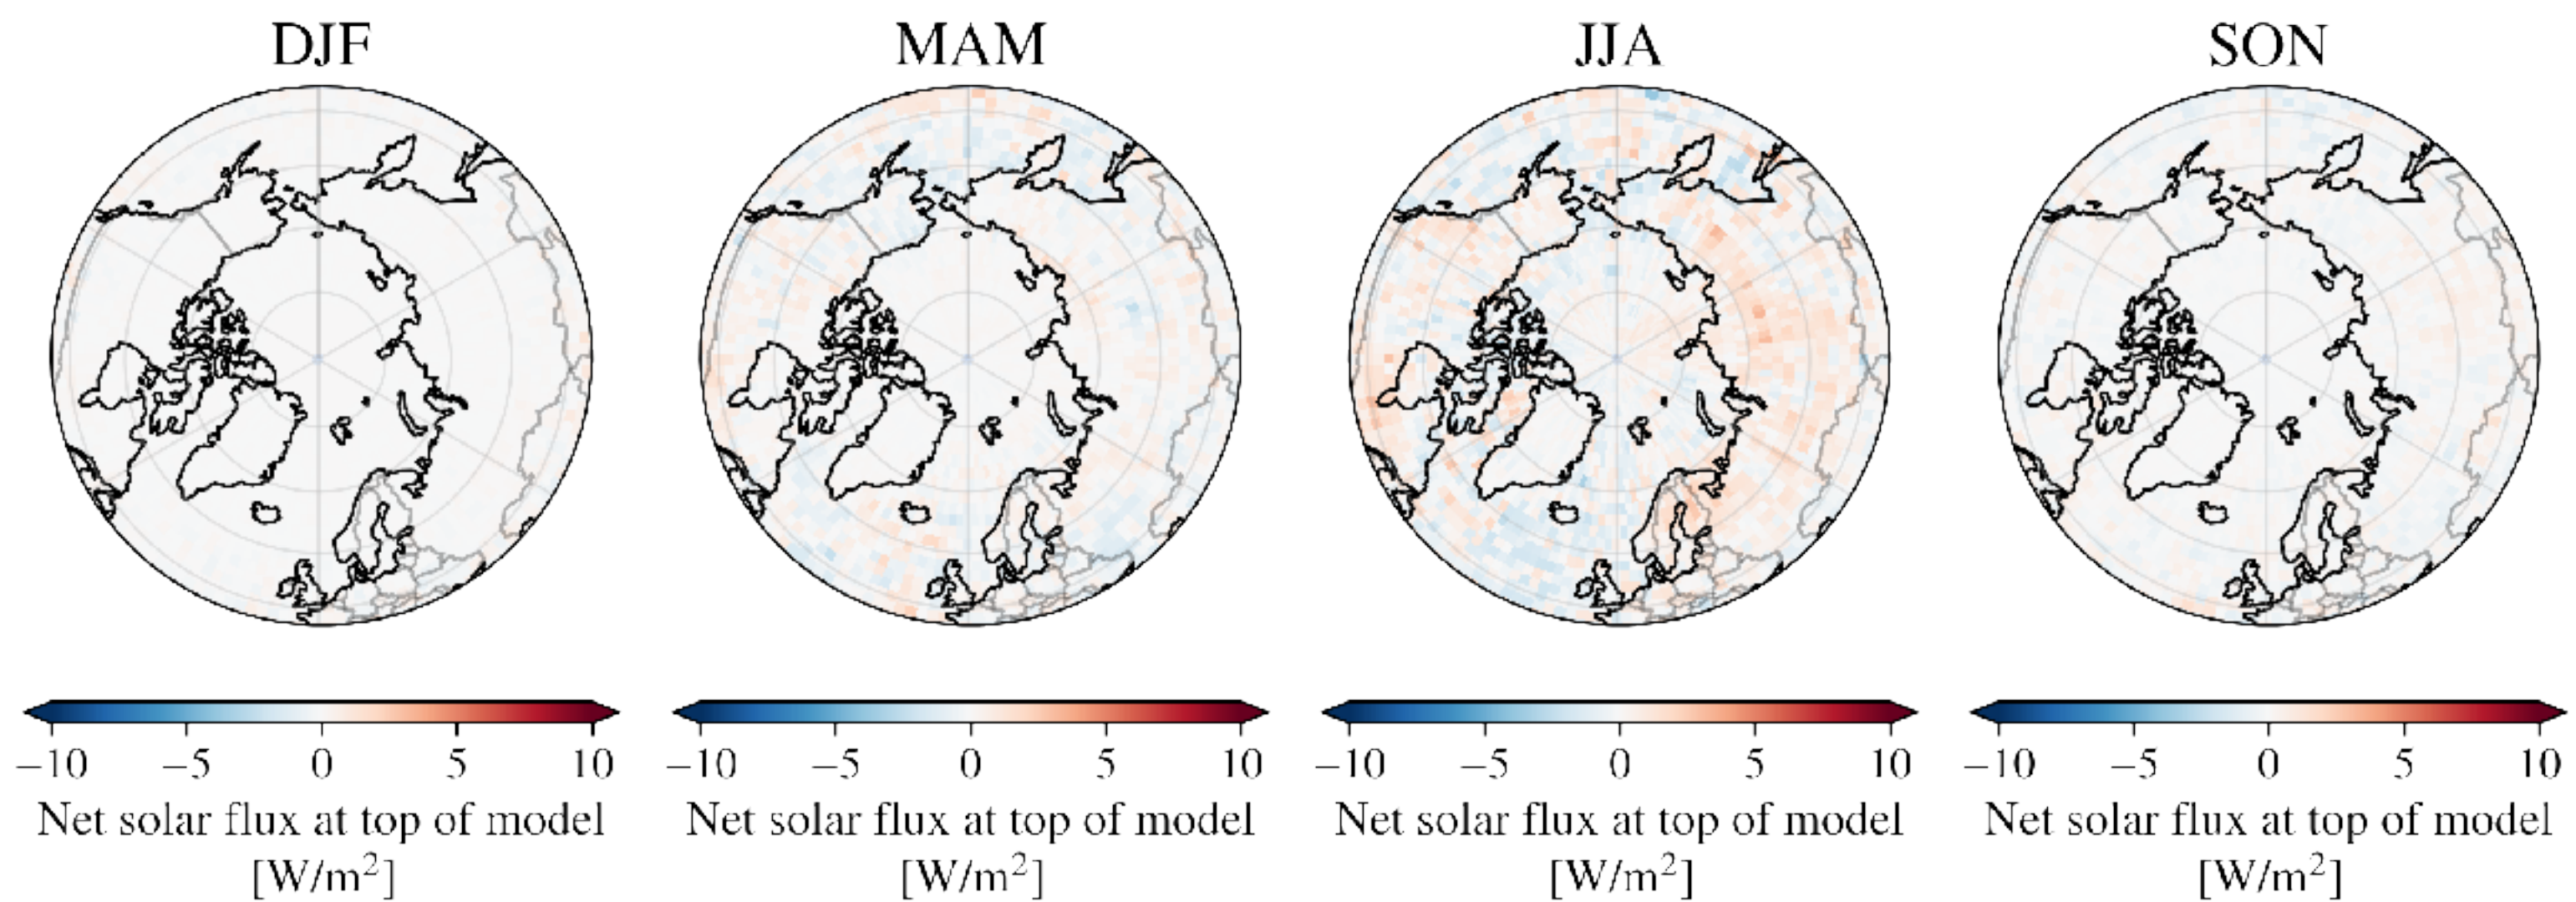 DJF MAM JJA SON
−10 −5 0 5 10 −10 −5 0 5 10 −10 −5 0 5 10 −10 −5 0 5 10
Net solar flux at top of model Net solar flux at top of model Net solar flux at top of model Net solar flux at top of model
[W/m²] [W/m²] [W/m²] [W/m²]